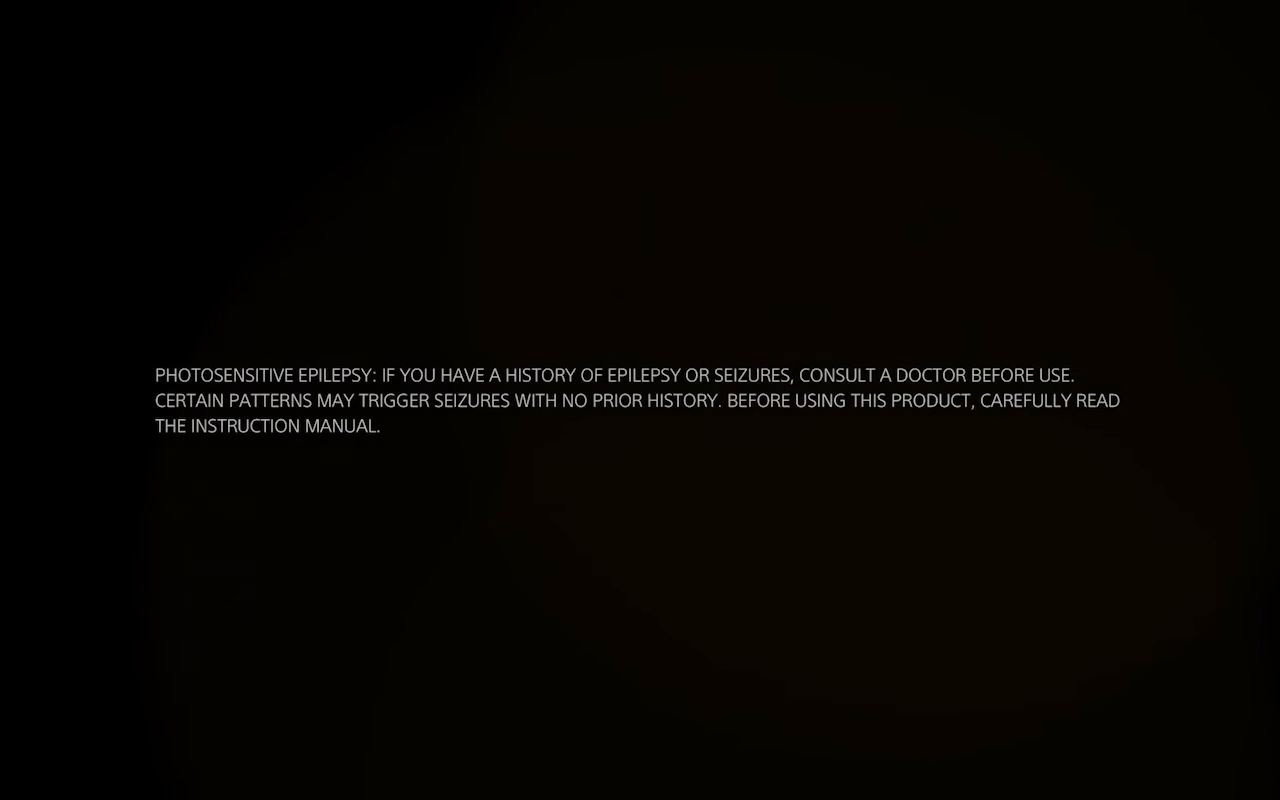 PHOTOSENSITIVE EPILEPSY: IF YOU HAVE A HISTORY OF EPILEPSY OR SEIZURES, CONSULT A DOCTOR BEFORE USE.
CERTAIN PATTERNS MAY TRIGGER SEIZURES WITH NO PRIOR HISTORY. BEFORE USING THIS PRODUCT, CAREFULLY READ
THE INSTRUCTION MANUAL.